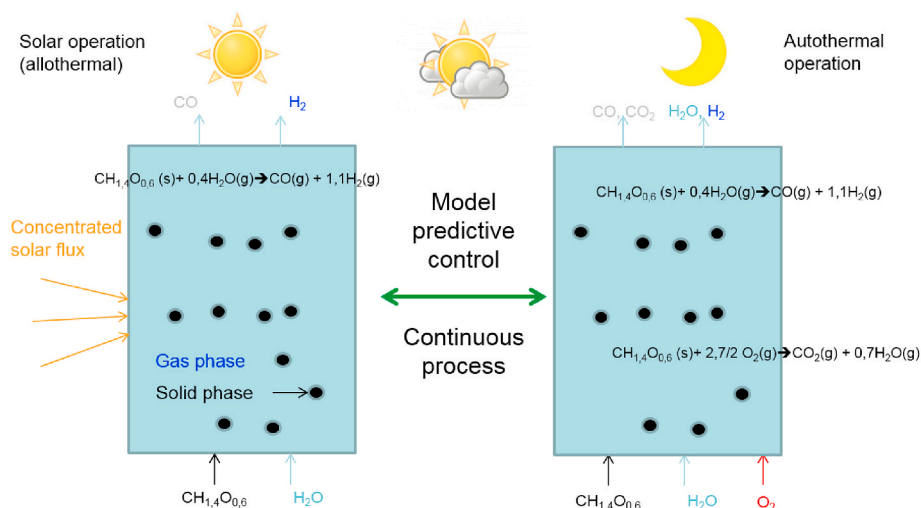 Solar operation
(allothermal)
Autothermal
operation
CO
H₂
CO, CO₂
H₂O, H₂
CH₁,₄O₀,₆ (s)+ 0,4H₂O(g)➔CO(g) + 1,1H₂(g)
CH₁,₄O₀,₆ (s)+ 0,4H₂O(g)➔CO(g) + 1,1H₂(g)
Concentrated
solar flux
Model
predictive
control
Continuous
process
Gas phase
Solid phase
CH₁,₄O₀,₆ (s)+ 2,7/2 O₂(g)➔CO₂(g) + 0,7H₂O(g)
CH₁,₄O₀,₆
H₂O
CH₁,₄O₀,₆
H₂O
O₂